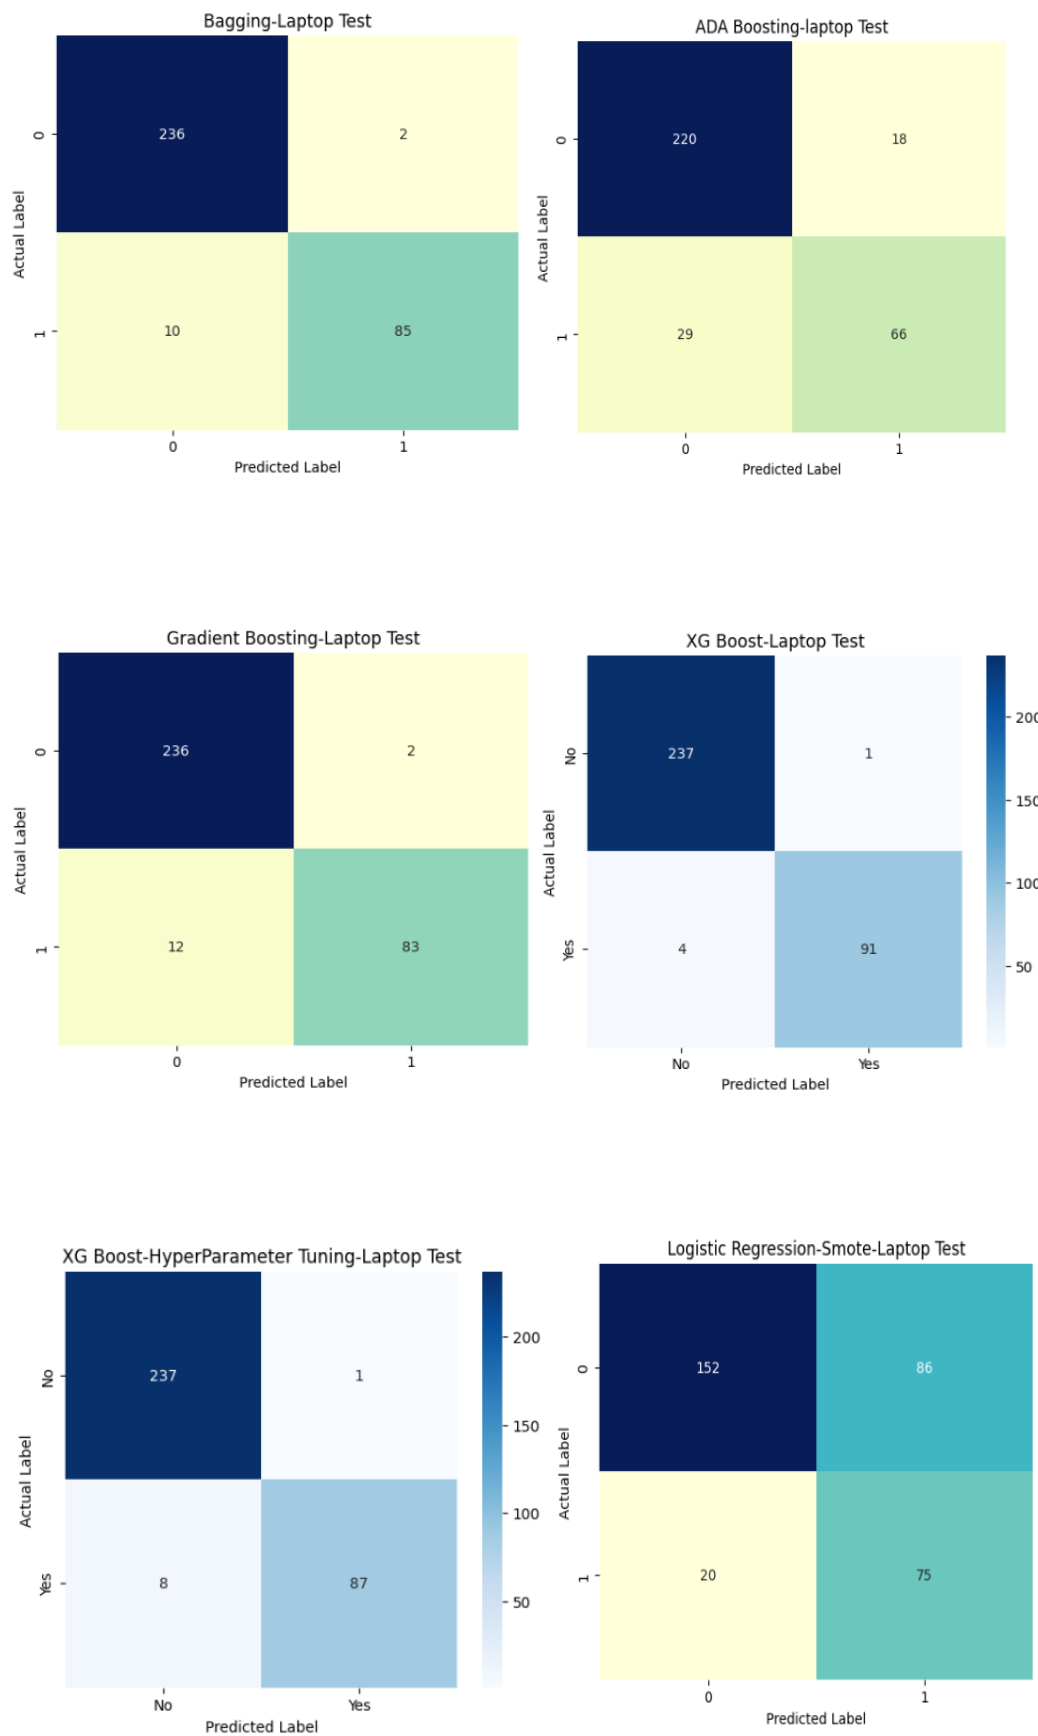 Bagging-Laptop Test
Actual Label
0
236
2
1
10
85
0
1
Predicted Label
ADA Boosting-laptop Test
Actual Label
0
220
18
1
29
66
0
1
Predicted Label
Gradient Boosting-Laptop Test
Actual Label
0
236
2
1
12
83
0
1
Predicted Label
XG Boost-Laptop Test
Actual Label
No
237
1
Yes
4
91
No
Yes
Predicted Label
200
150
100
50
XG Boost-HyperParameter Tuning-Laptop Test
Actual Label
No
237
1
Yes
8
87
No
Yes
Predicted Label
200
150
100
50
Logistic Regression-Smote-Laptop Test
Actual Label
0
152
86
1
20
75
0
1
Predicted Label